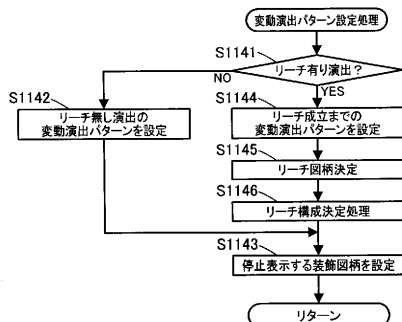 変動演出パターン設定処理
S1141
リーチ有り演出？
NO
YES
S1142
リーチ無し演出の
変動演出パターンを設定
S1144
リーチ成立までの
変動演出パターンを設定
S1145
リーチ図柄決定
S1146
リーチ構成決定処理
S1143
停止表示する装飾図柄を設定
リターン